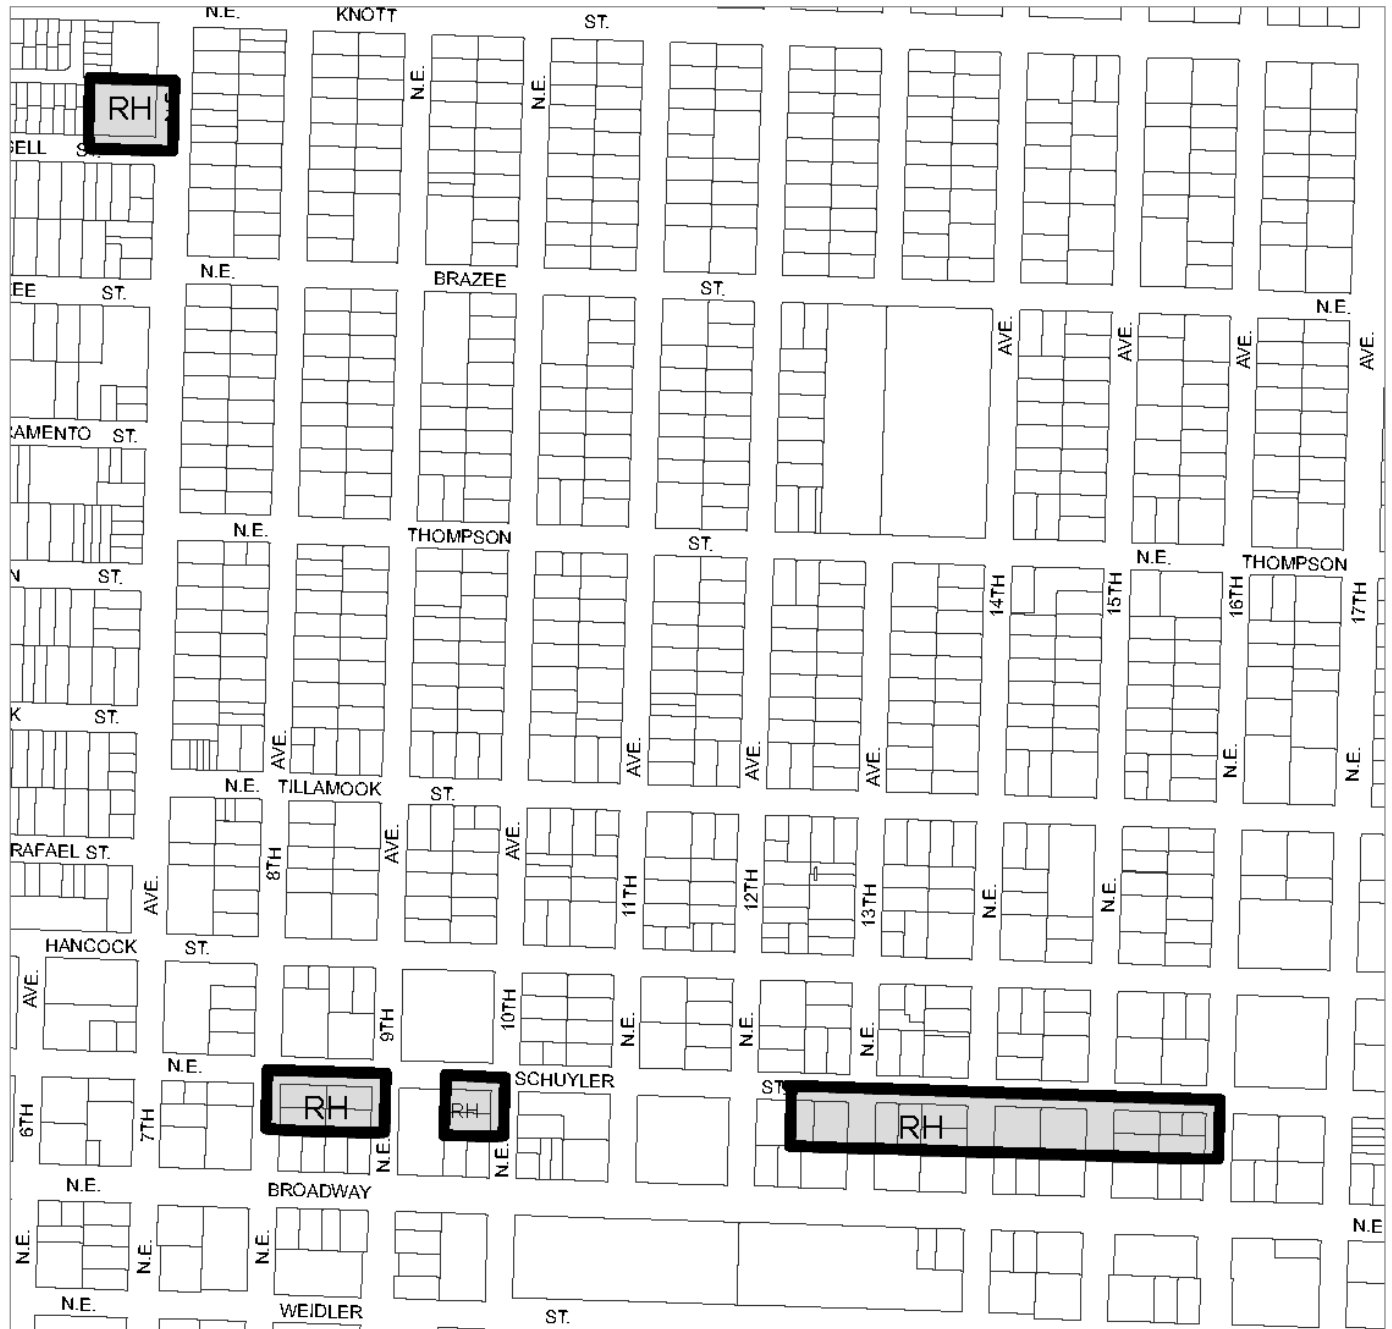 N.E. KNOTT ST.
N.E.
N.E.
RH
N.E.
SELL ST.
N.E. BRAZEE ST.
EE ST.
N.E.
AVE.
AVE.
AVE.
AVE.
RAMENTO ST.
N.E. THOMPSON ST.
N.E. THOMPSON
N ST.
14TH
15TH
16TH
17TH
K ST.
AVE.
AVE.
AVE.
AVE.
N.E.
N.E.
N.E. TILLAMOOK ST.
RAFAEL ST.
AVE.
8TH
AVE.
AVE.
11TH
12TH
13TH
N.E.
N.E.
HANCOCK ST.
AVE.
9TH
10TH
N.E.
N.E.
N.E.
N.E. SCHUYLER ST.
RH
RH
RH
6TH
7TH
N.E.
N.E.
N.E. BROADWAY
N.E.
N.E.
N.E.
N.E
N.E. WEIDLER ST.